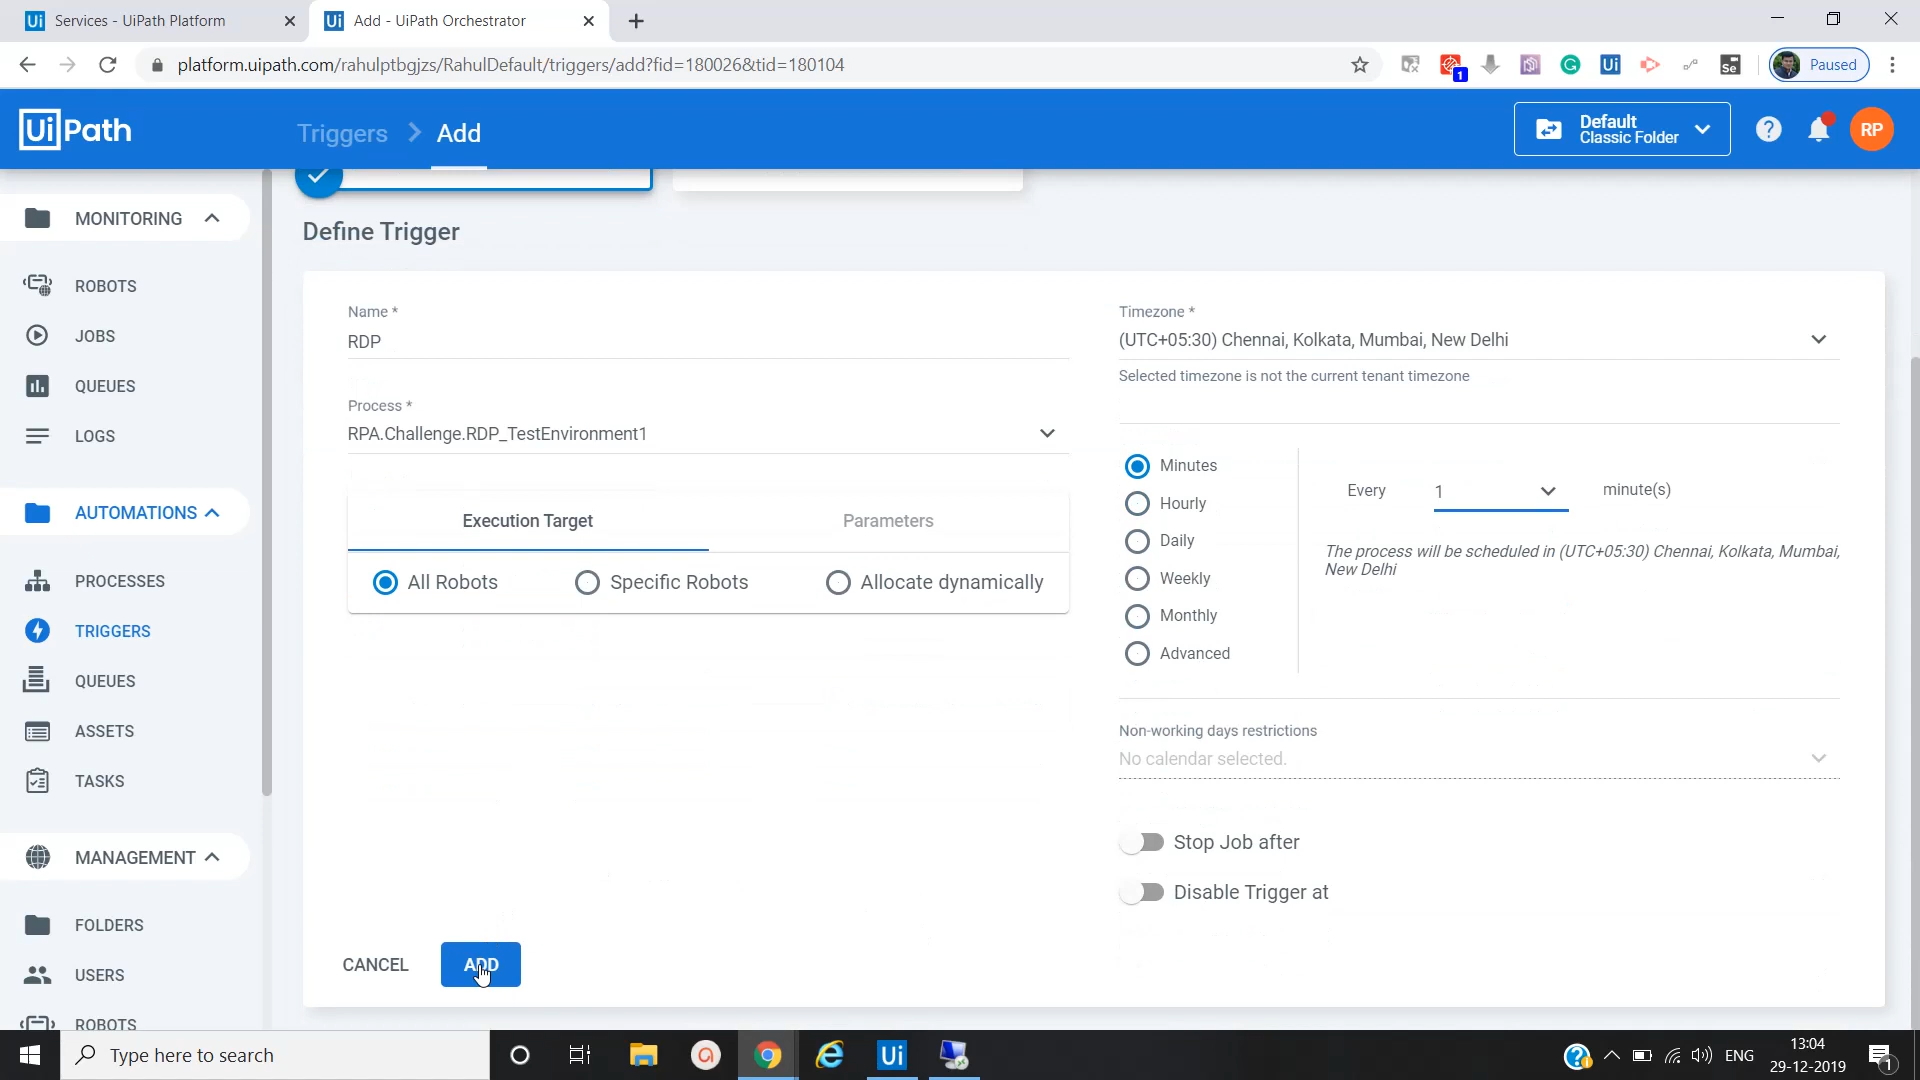 Services - UiPath Platform
Add - UiPath Orchestrator
platform.uipath.com/rahulptbgjzs/RahulDefault/triggers/add?fid=180026&tid=180104
1
Ui
Se
Paused
UiPath
Triggers
Add
Default
Classic Folder
?
RP
MONITORING
ROBOTS
JOBS
QUEUES
LOGS
AUTOMATIONS
PROCESSES
TRIGGERS
QUEUES
ASSETS
TASKS
MANAGEMENT
FOLDERS
USERS
ROBOTS
Define Trigger
Name *
RDP
Process *
RPA.Challenge.RDP_TestEnvironment1
Execution Target
Parameters
All Robots
Specific Robots
Allocate dynamically
Timezone *
(UTC+05:30) Chennai, Kolkata, Mumbai, New Delhi
Selected timezone is not the current tenant timezone
Minutes
Hourly
Daily
Weekly
Monthly
Advanced
Every
1
minute(s)
The process will be scheduled in (UTC+05:30) Chennai, Kolkata, Mumbai,
New Delhi
Non-working days restrictions
No calendar selected.
Stop Job after
Disable Trigger at
CANCEL
ADD
Type here to search
Ui
ENG
13:04
29-12-2019
1